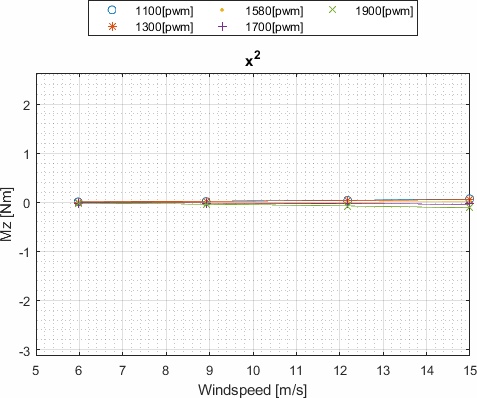 1100[pwm] 1580[pwm] 1900[pwm]
1300[pwm] 1700[pwm]
x²
Mz [Nm]
2
1
0
-1
-2
-3
5 6 7 8 9 10 11 12 13 14 15
Windspeed [m/s]